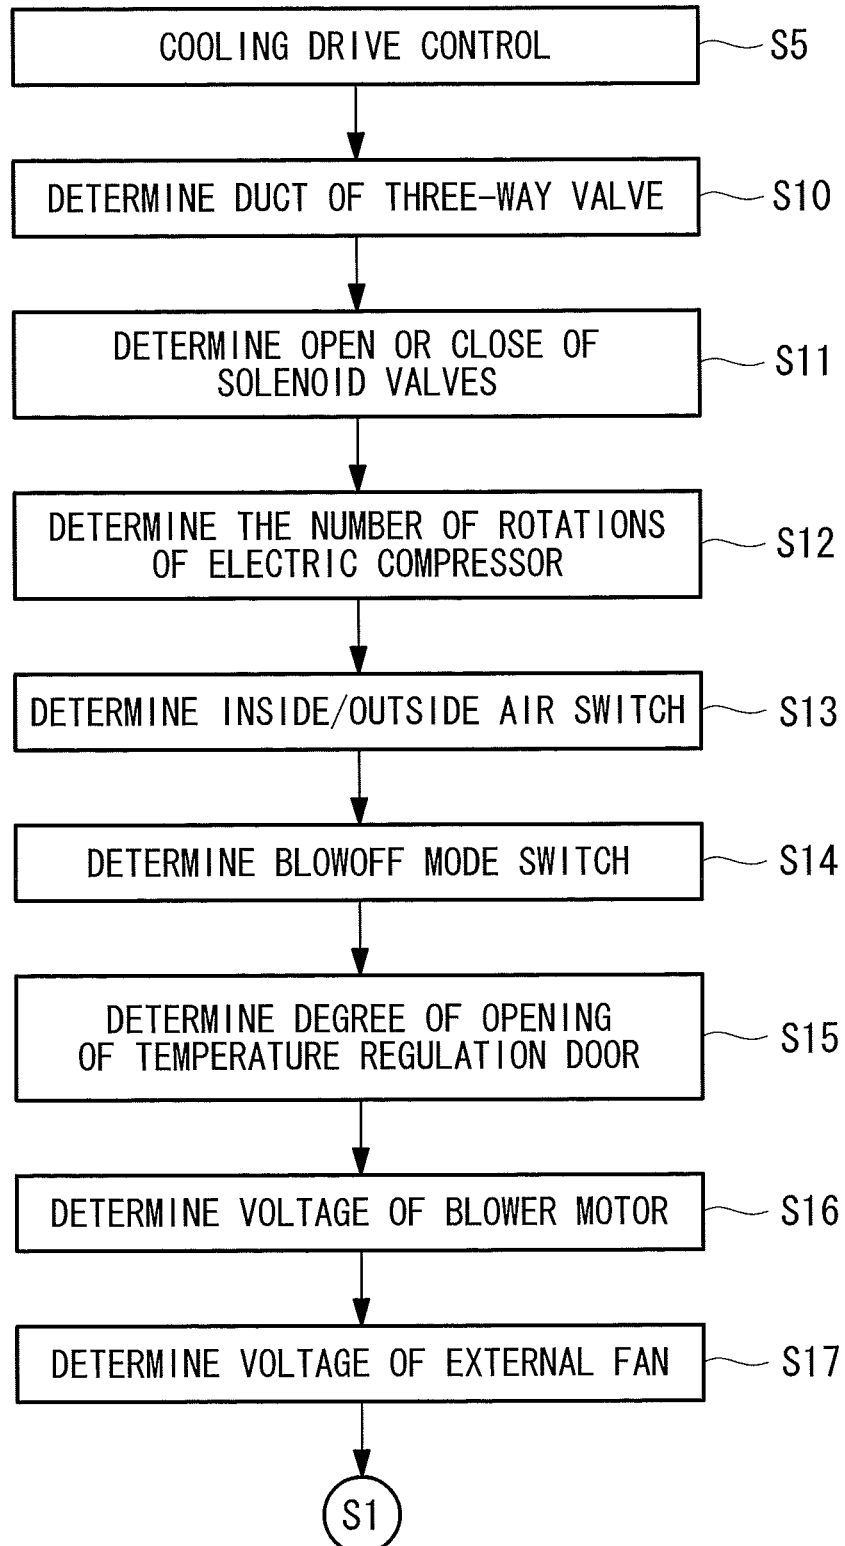 COOLING DRIVE CONTROL S5
DETERMINE DUCT OF THREE-WAY VALVE S10
DETERMINE OPEN OR CLOSE OF
SOLENOID VALVES S11
DETERMINE THE NUMBER OF ROTATIONS
OF ELECTRIC COMPRESSOR S12
DETERMINE INSIDE/OUTSIDE AIR SWITCH S13
DETERMINE BLOWOFF MODE SWITCH S14
DETERMINE DEGREE OF OPENING
OF TEMPERATURE REGULATION DOOR S15
DETERMINE VOLTAGE OF BLOWER MOTOR S16
DETERMINE VOLTAGE OF EXTERNAL FAN S17
S1